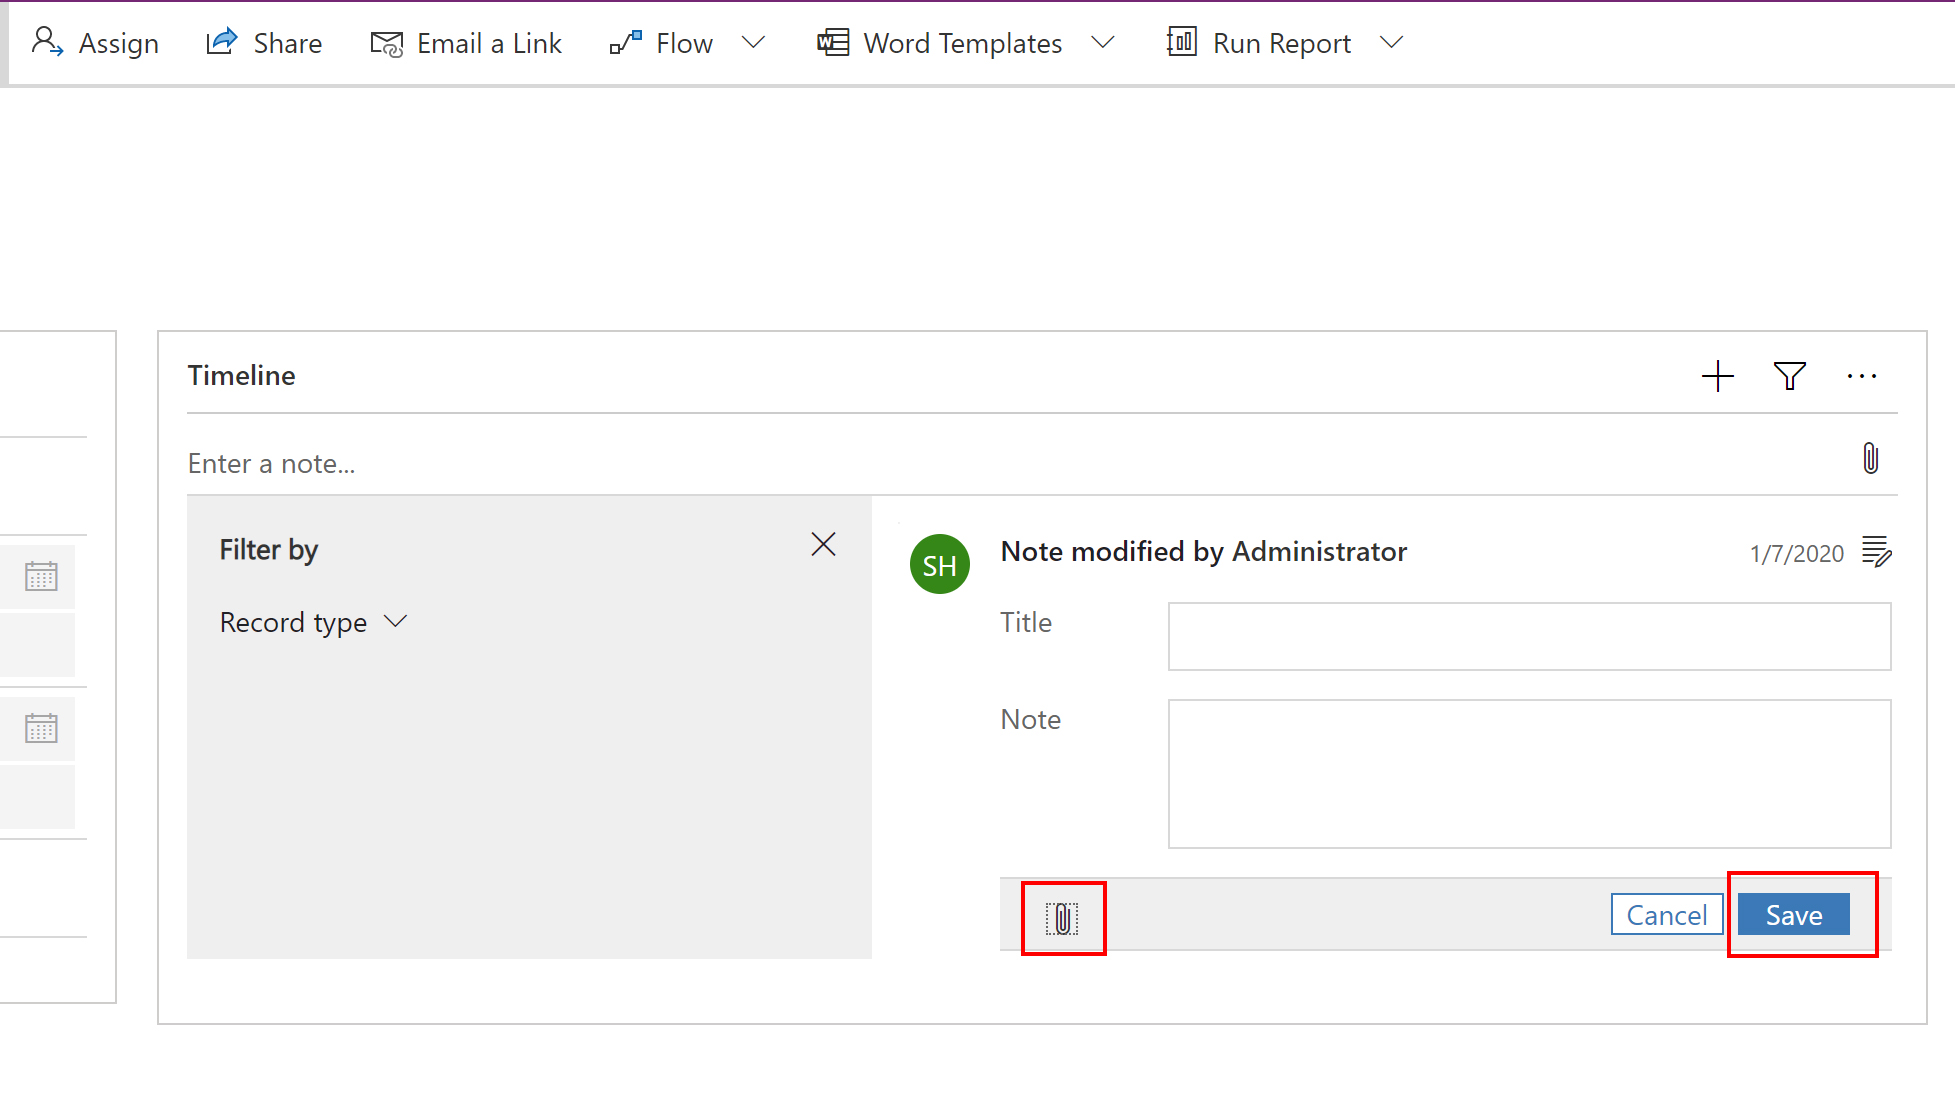 Assign Share Email a Link Flow Word Templates Run Report
Timeline
Enter a note...
Filter by
Record type
SH
Note modified by Administrator
1/7/2020
Title
Note
Cancel
Save